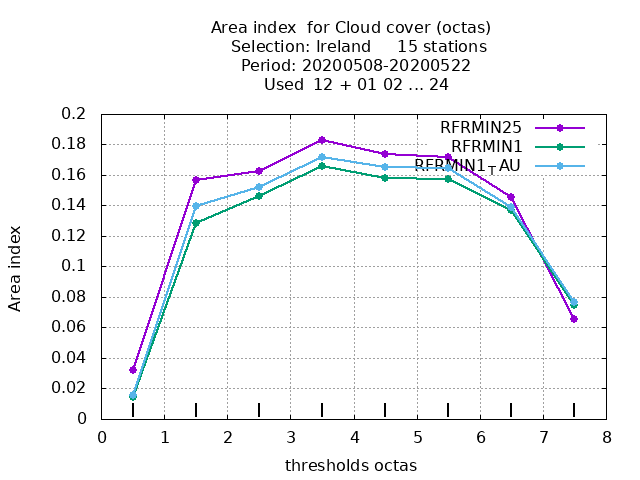 Area index  for Cloud cover (octas)
Selection: Ireland     15 stations
Period: 20200508-20200522
Used  12 + 01 02 ... 24
RFRMIN25
RFRMIN1
RFRMIN1TAU
0.2
0.18
0.16
0.14
0.12
0.1
0.08
0.06
0.04
0.02
0
Area index
0 1 2 3 4 5 6 7 8
thresholds octas